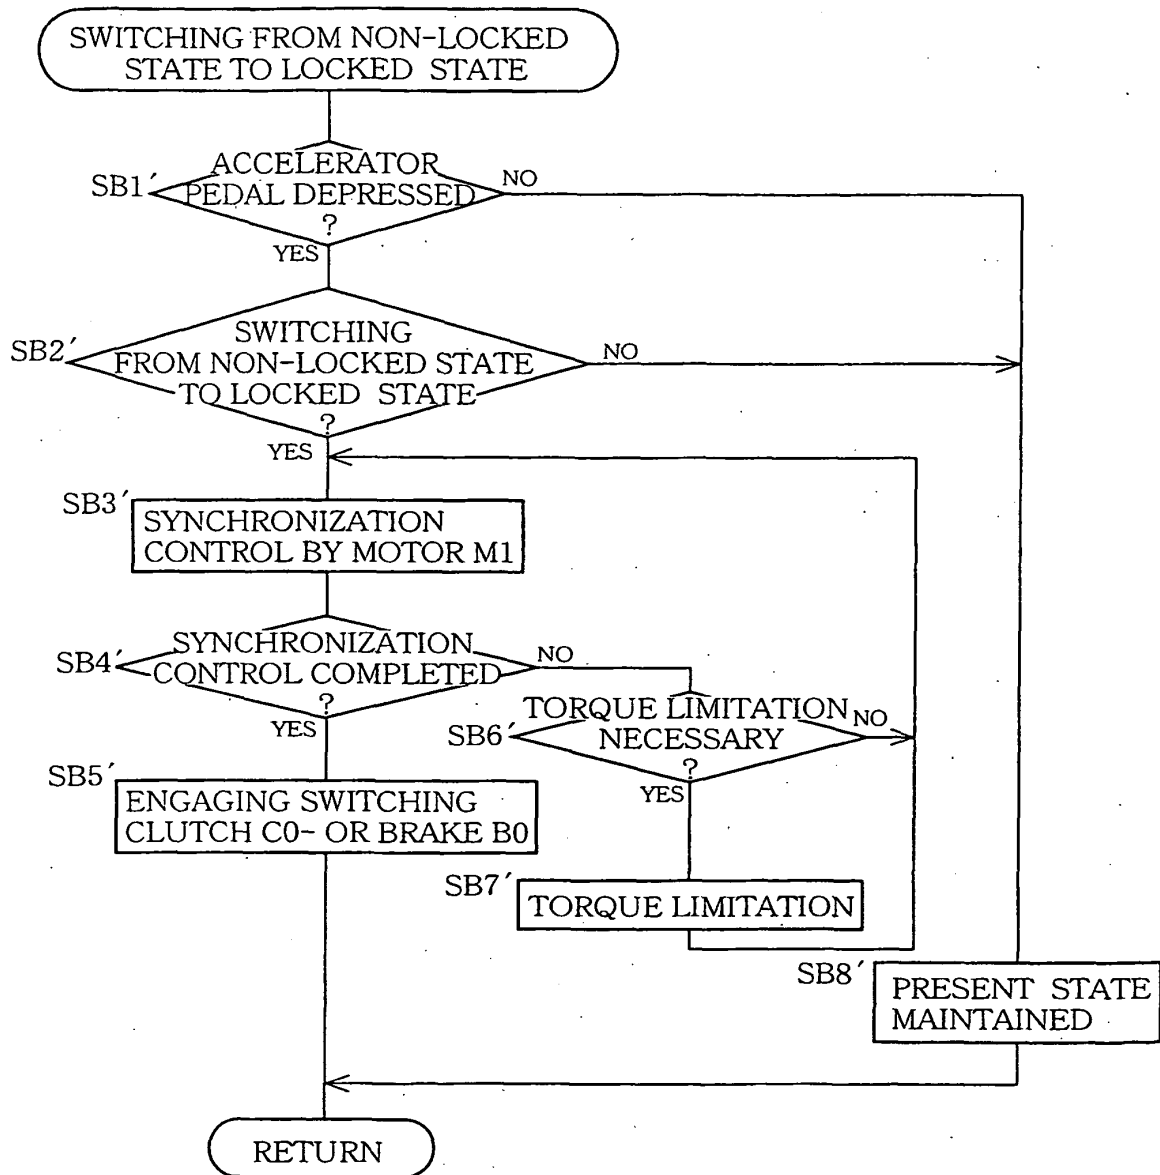 SWITCHING FROM NON-LOCKED
STATE TO LOCKED STATE
SB1′
ACCELERATOR
PEDAL DEPRESSED
?
NO
YES
SB2′
SWITCHING
FROM NON-LOCKED STATE
TO LOCKED STATE
?
NO
YES
SB3′
SYNCHRONIZATION
CONTROL BY MOTOR M1
SB4′
SYNCHRONIZATION
CONTROL COMPLETED
?
NO
YES
SB6′
TORQUE LIMITATION
NECESSARY
?
NO
YES
SB5′
ENGAGING SWITCHING
CLUTCH C0- OR BRAKE B0
SB7′
TORQUE LIMITATION
SB8′
PRESENT STATE
MAINTAINED
RETURN